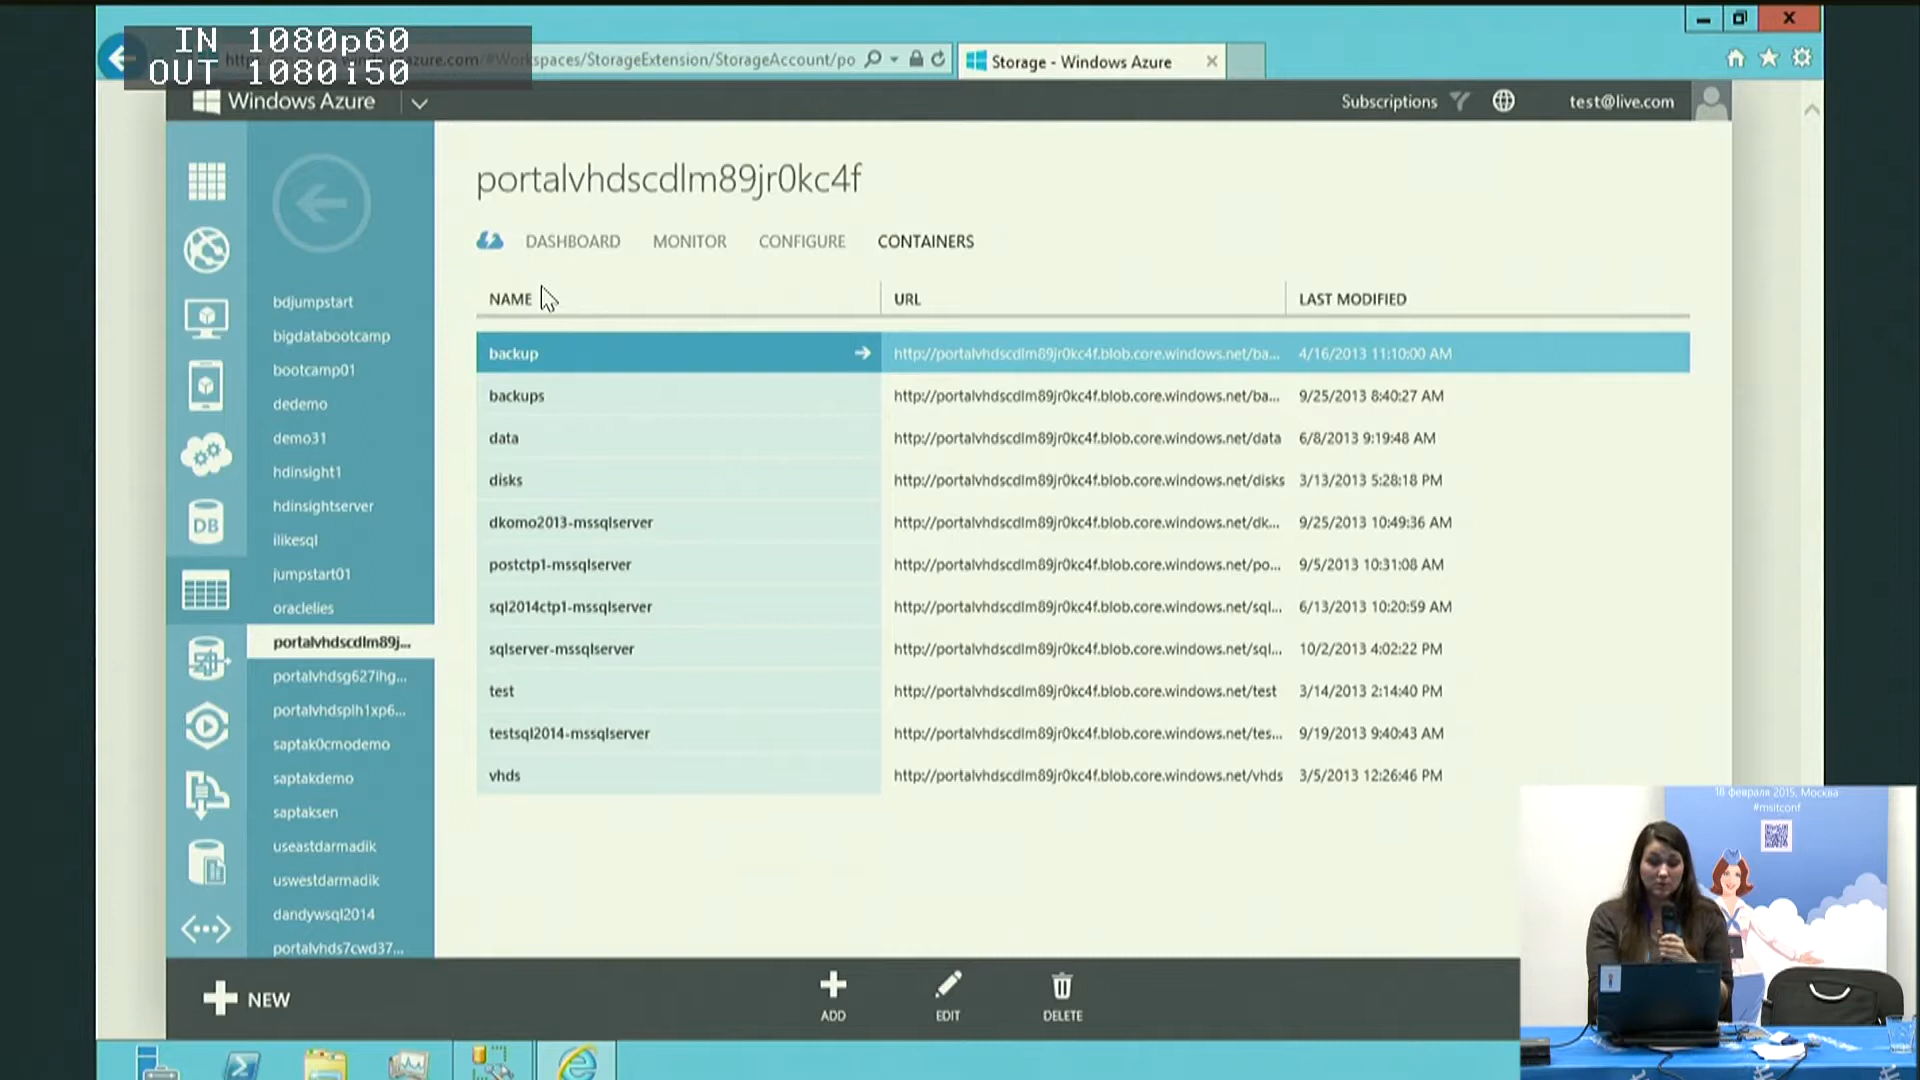 IN 1080p60
OUT 1080i50
.com/#Workspaces/StorageExtension/StorageAccount/po
Storage - Windows Azure
Windows Azure
Subscriptions
test@live.com
portalvhdscdlm89jr0kc4f
DASHBOARD MONITOR CONFIGURE CONTAINERS
NAME URL LAST MODIFIED
backup http://portalvhdscdlm89jr0kc4f.blob.core.windows.net/ba... 4/16/2013 11:10:00 AM
backups http://portalvhdscdlm89jr0kc4f.blob.core.windows.net/ba... 9/25/2013 8:40:27 AM
data http://portalvhdscdlm89jr0kc4f.blob.core.windows.net/data 6/8/2013 9:19:48 AM
disks http://portalvhdscdlm89jr0kc4f.blob.core.windows.net/disks 3/13/2013 5:28:18 PM
dkomo2013-mssqlserver http://portalvhdscdlm89jr0kc4f.blob.core.windows.net/dk... 9/25/2013 10:49:36 AM
postctp1-mssqlserver http://portalvhdscdlm89jr0kc4f.blob.core.windows.net/po... 9/5/2013 10:31:08 AM
sql2014ctp1-mssqlserver http://portalvhdscdlm89jr0kc4f.blob.core.windows.net/sql... 6/13/2013 10:20:59 AM
sqlserver-mssqlserver http://portalvhdscdlm89jr0kc4f.blob.core.windows.net/sql... 10/2/2013 4:02:22 PM
test http://portalvhdscdlm89jr0kc4f.blob.core.windows.net/test 3/14/2013 2:14:40 PM
testsql2014-mssqlserver http://portalvhdscdlm89jr0kc4f.blob.core.windows.net/tes... 9/19/2013 9:40:43 AM
vhds http://portalvhdscdlm89jr0kc4f.blob.core.windows.net/vhds 3/5/2013 12:26:46 PM
bdjumpstart
bigdatabootcamp
bootcamp01
dedemo
demo31
hdinsight1
hdinsightserver
ilikesql
jumpstart01
oraclelies
portalvhdscdlm89j...
portalvhdsg627lhg...
portalvhdsplh1xp6...
saptak0cmodemo
saptakdemo
saptaksen
useastdarmadik
uswestdarmadik
dandywsql2014
portalvhds7cwd37...
DB
NEW
ADD EDIT DELETE
18 февраля 2015, Москва
#msitconf